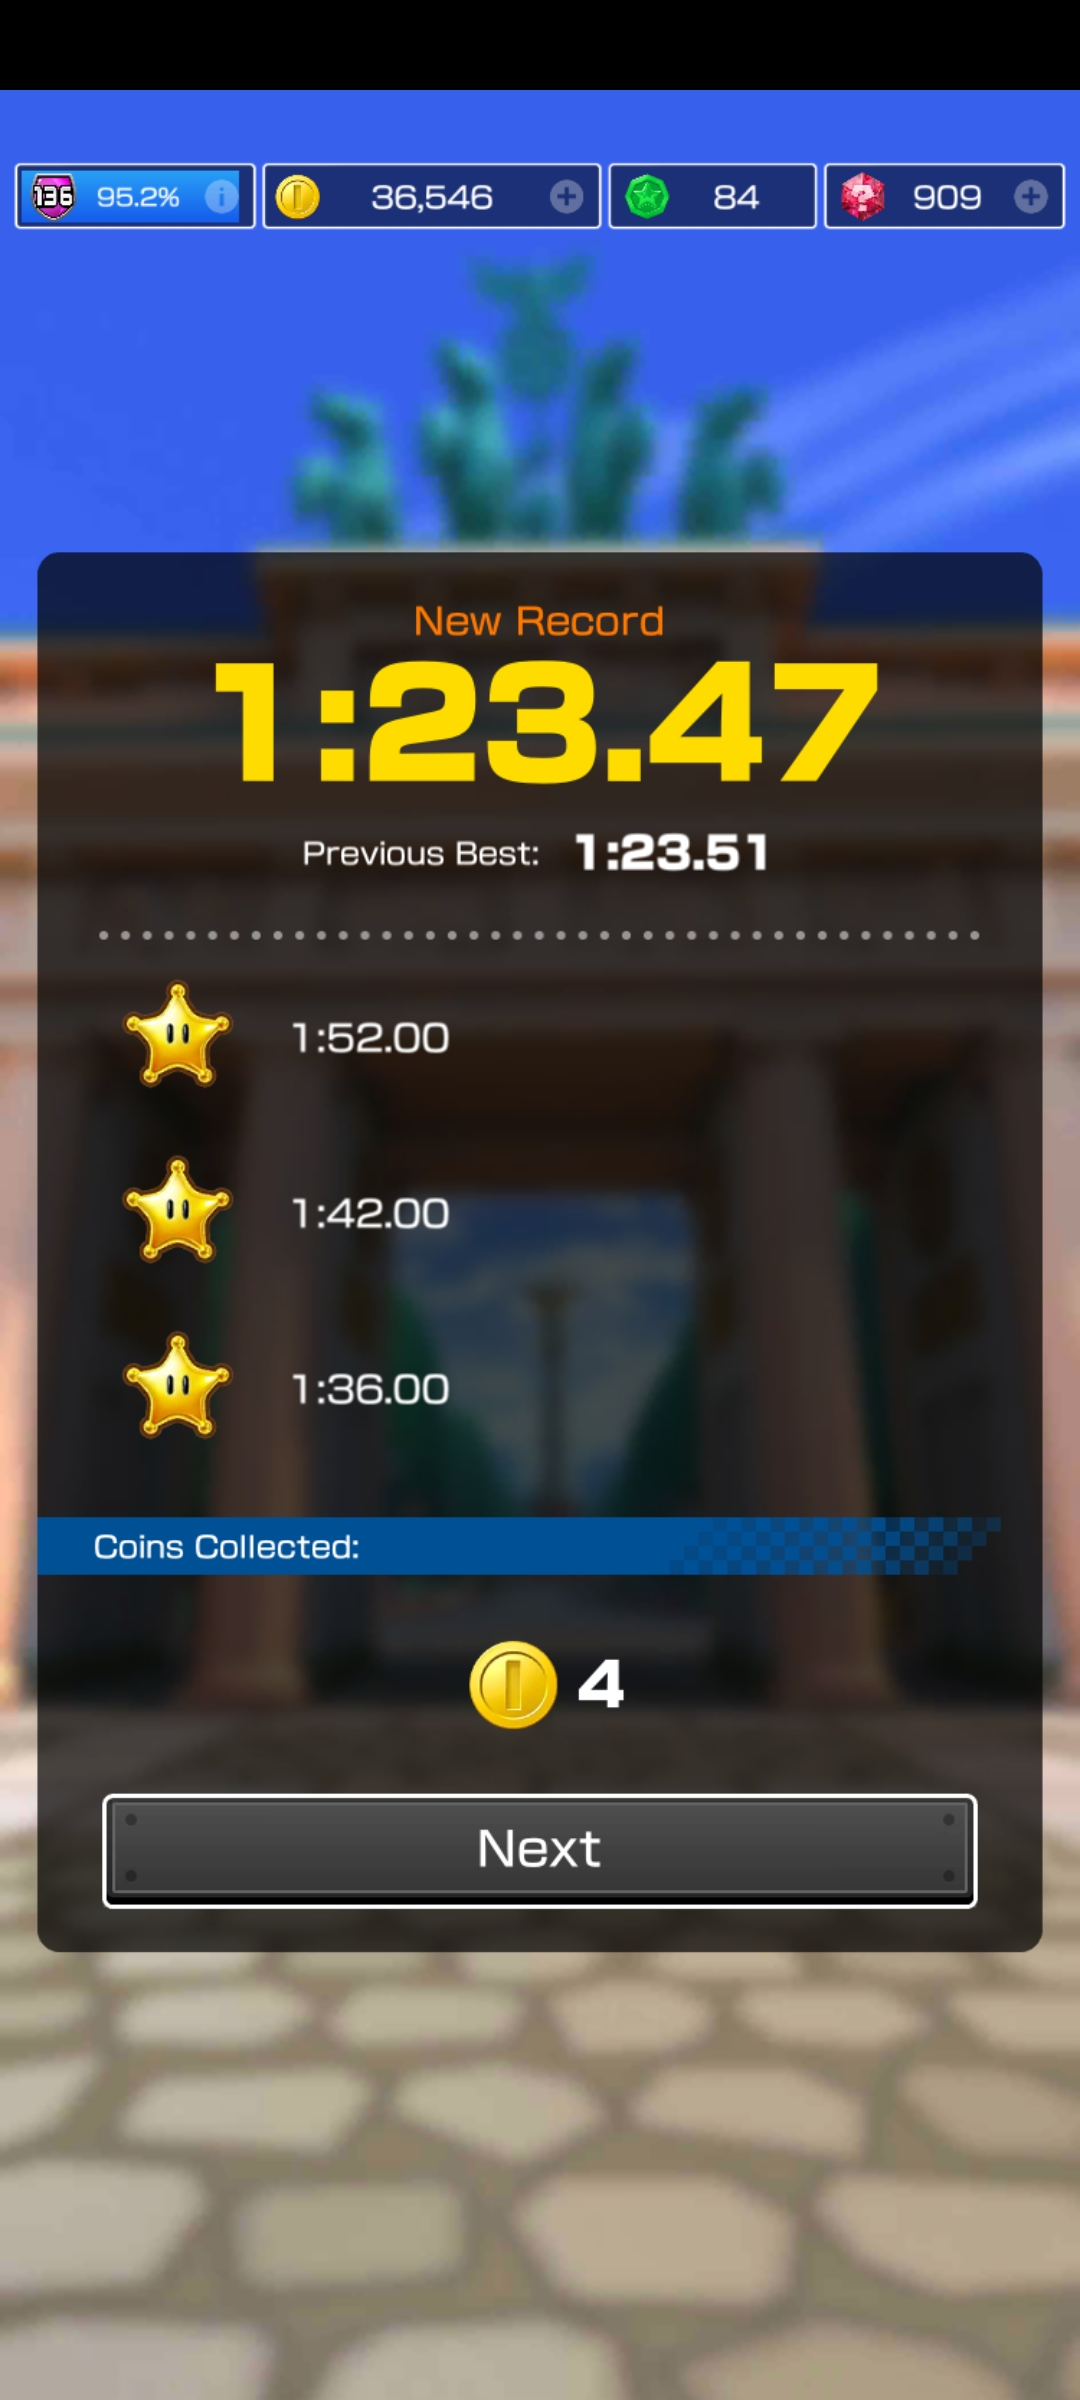 136 95.2% i 36,546 + 84 ? 909 +
New Record
1:23.47
Previous Best: 1:23.51
1:52.00
1:42.00
1:36.00
Coins Collected:
4
Next